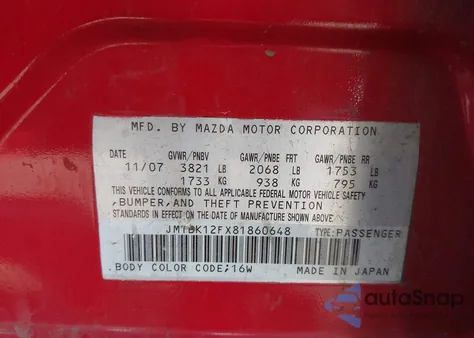 MFD. BY MAZDA MOTOR CORPORATION
GVWR/PNBV GAWR/PNBE FRT GAWR/PNBE RR
11/07 3821 LB 2068 LB 1753 LB
1733 KG 938 KG 795 KG
THIS VEHICLE CONFORMS TO ALL APPLICABLE FEDERAL MOTOR VEHICLE SAFETY
,BUMPER,AND THEFT PREVENTION
STANDARDS IN EFFECT ON THE DATE OF MANUFACTURE SHOWN ABOVE.
JM1BK12FX81860648 TYPE:PASSENGER
BODY COLOR CODE;16W MADE IN JAPAN
autoSnap